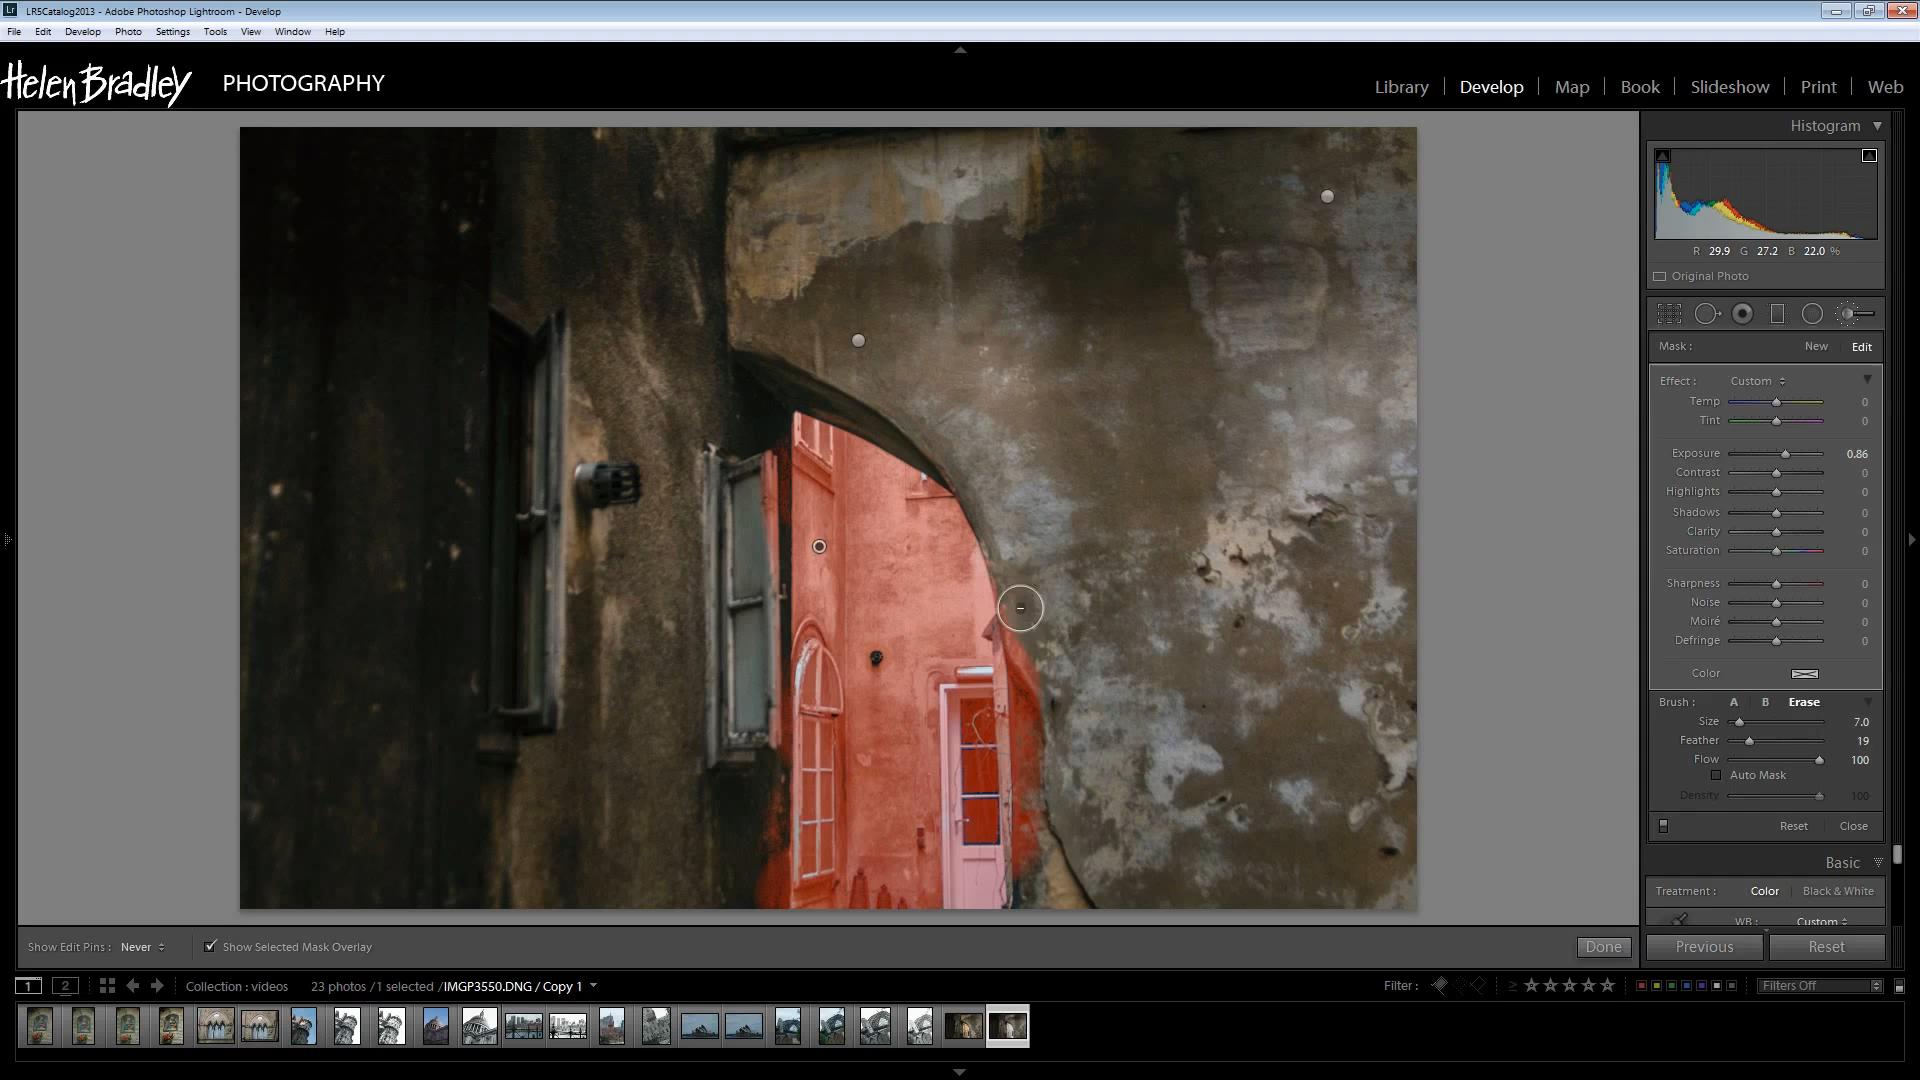 LR5Catalog2013 - Adobe Photoshop Lightroom - Develop
File Edit Develop Photo Settings Tools View Window Help
Helen Bradley PHOTOGRAPHY
Library Develop Map Book Slideshow Print Web
Histogram
R 29.9 G 27.2 B 22.0 %
Original Photo
Mask : New Edit
Effect : Custom
Temp 0
Tint 0
Exposure 0.86
Contrast 0
Highlights 0
Shadows 0
Clarity 0
Saturation 0
Sharpness 0
Noise 0
Moiré 0
Defringe 0
Color
Brush : A B Erase
Size 7.0
Feather 19
Flow 100
Auto Mask
Density 100
Reset Close
Basic
Treatment : Color Black & White
WB : Custom
Show Edit Pins : Never Show Selected Mask Overlay Done Previous Reset
1 2 Collection : videos 23 photos / 1 selected / IMGP3550.DNG / Copy 1 Filter : Filters Off